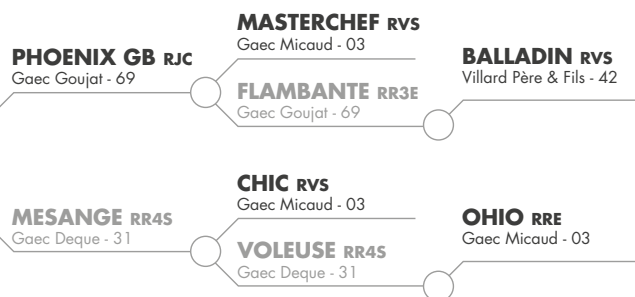 MASTERCHEF RVS
Gaec Micaud - 03
PHOENIX GB RJC
Gaec Goujat - 69
BALLADIN RVS
Villard Père & Fils - 42
FLAMBANTE RR3E
Gaec Goujat - 69
CHIC RVS
Gaec Micaud - 03
MESANGE RR4S
Gaec Deque - 31
OHIO RRE
Gaec Micaud - 03
VOLEUSE RR4S
Gaec Deque - 31